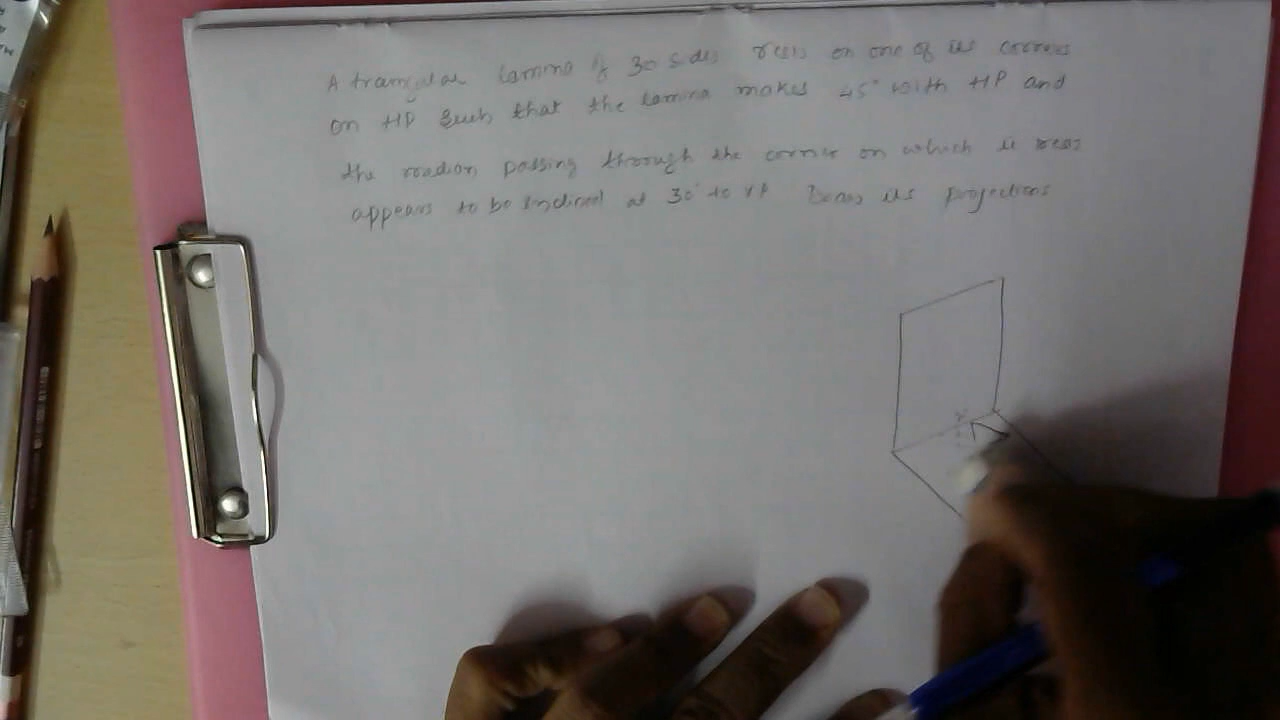 A triangular lamina of 30 sides rests on one of its corners
on HP such that the lamina makes 45° with HP and
the median passing through the corner on which it rests
appears to be inclined at 30° to VP Draw its projections